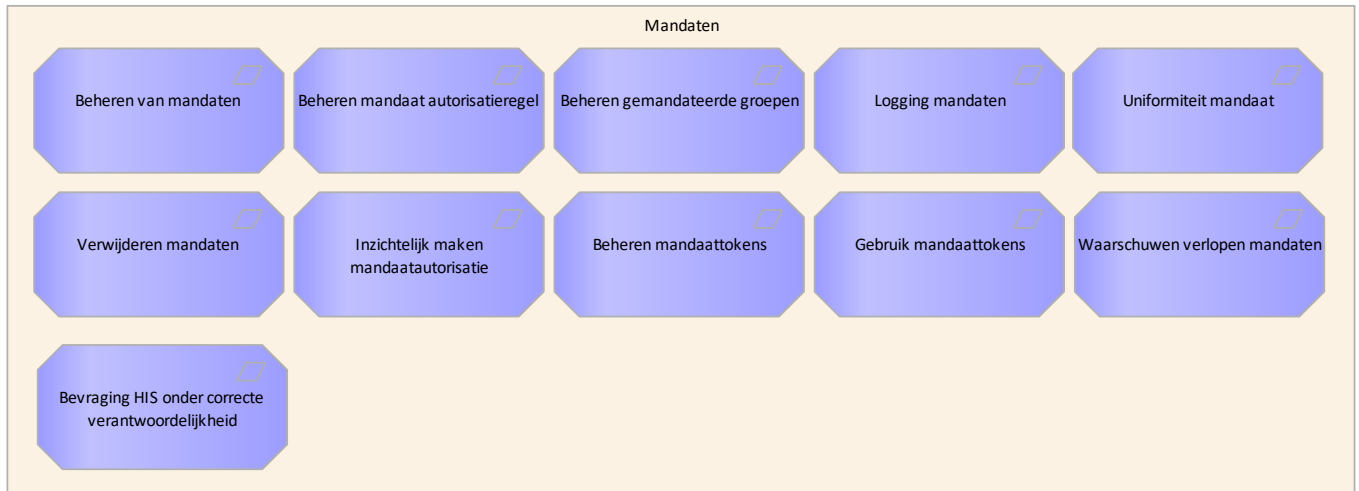 Mandaten
Beheren van mandaten
Beheren mandaat autorisatieregel
Beheren gemandateerde groepen
Logging mandaten
Uniformiteit mandaat
Verwijderen mandaten
Inzichtelijk maken
mandaatautorisatie
Beheren mandaattokens
Gebruik mandaattokens
Waarschuwen verlopen mandaten
Bevraging HIS onder correcte
verantwoordelijkheid